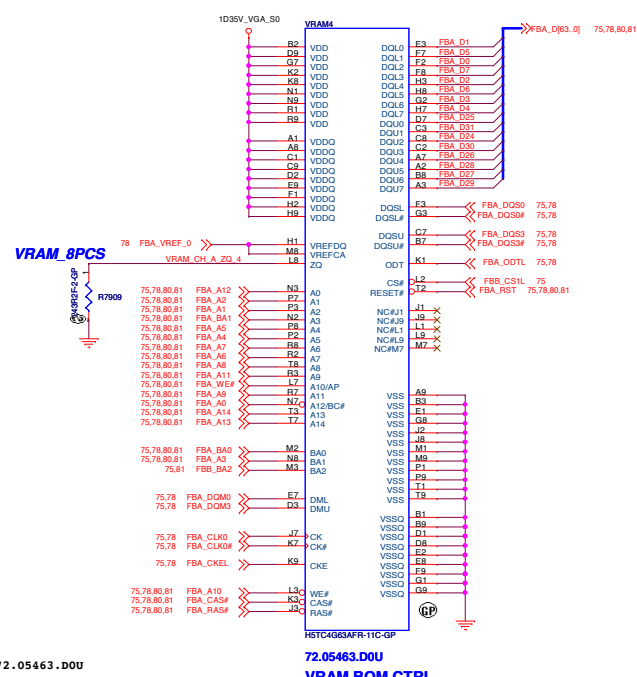 1D35V_VGA_S0
VRAM4
FBA_D[63..0] 75,78,80,81
B2 VDD DQL0 E3 FBA_D1
D9 VDD DQL1 F7 FBA_D5
G7 VDD DQL2 F2 FBA_D0
K2 VDD DQL3 F8 FBA_D7
K8 VDD DQL4 H3 FBA_D2
N1 VDD DQL5 H8 FBA_D6
N9 VDD DQL6 G2 FBA_D3
R1 VDD DQL7 H7 FBA_D4
R9 VDD DQU0 D7 FBA_D25
DQU1 C3 FBA_D31
A1 VDDQ DQU2 C8 FBA_D24
A8 VDDQ DQU3 C2 FBA_D30
C1 VDDQ DQU4 A7 FBA_D26
C9 VDDQ DQU5 A2 FBA_D28
D2 VDDQ DQU6 B8 FBA_D27
E9 VDDQ DQU7 A3 FBA_D29
F1 VDDQ
H2 VDDQ DQSL F3 FBA_DQS0 75,78
H9 VDDQ DQSL# G3 FBA_DQS0# 75,78
DQSU C7 FBA_DQS3 75,78
78 FBA_VREF_0 H1 VREFDQ DQSU# B7 FBA_DQS3# 75,78
M8 VREFCA
VRAM_8PCS
VRAM_CH_A_ZQ_4 L8 ZQ ODT K1 FBA_ODTL 75,78
CS# L2 FBB_CS1L 75
RESET# T2 FBA_RST 75,78,80,81
1
R7909
75,78,80,81 FBA_A12 N3 A0
75,78,80,81 FBA_A2 P7 A1
75,78,80,81 FBA_A1 P3 A2 NC#J1 J1
75,78,80,81 FBA_BA1 N2 A3 NC#J9 J9
75,78,80,81 FBA_A5 P8 A4 NC#L1 L1
75,78,80,81 FBA_A4 P2 A5 NC#L9 L9
75,78,80,81 FBA_A7 R8 A6 NC#M7 M7
75,78,80,81 FBA_A6 R2 A7
75,78,80,81 FBA_A8 T8 A8
75,78,80,81 FBA_A11 R3 A9
75,78,80,81 FBA_WE# L7 A10/AP
75,78,80,81 FBA_A9 R7 A11 VSS A9
75,78,80,81 FBA_A0 N7 A12/BC# VSS B3
75,78,80,81 FBA_A14 T3 A13 VSS E1
75,78,80,81 FBA_A13 T7 A14 VSS G8
VSS J2
VSS J8
75,78,80,81 FBA_BA0 M2 BA0 VSS M1
75,78,80,81 FBA_A3 N8 BA1 VSS M9
75,81 FBB_BA2 M3 BA2 VSS P1
VSS P9
VSS T1
75,78 FBA_DQM0 E7 DML VSS T9
75,78 FBA_DQM3 D3 DMU
VSSQ B1
VSSQ B9
75,78 FBA_CLK0 J7 CK VSSQ D1
75,78 FBA_CLK0# K7 CK# VSSQ D8
VSSQ E2
75,78 FBA_CKEL K9 CKE VSSQ E8
VSSQ F9
VSSQ G1
75,78,80,81 FBA_A10 L3 WE# VSSQ G9
75,78,80,81 FBA_CAS# K3 CAS#
75,78,80,81 FBA_RAS# J3 RAS#
GP
H5TC4G63AFR-11C-GP
72.05463.D0U
72.05463.D0U
VRAM ROM CTRL